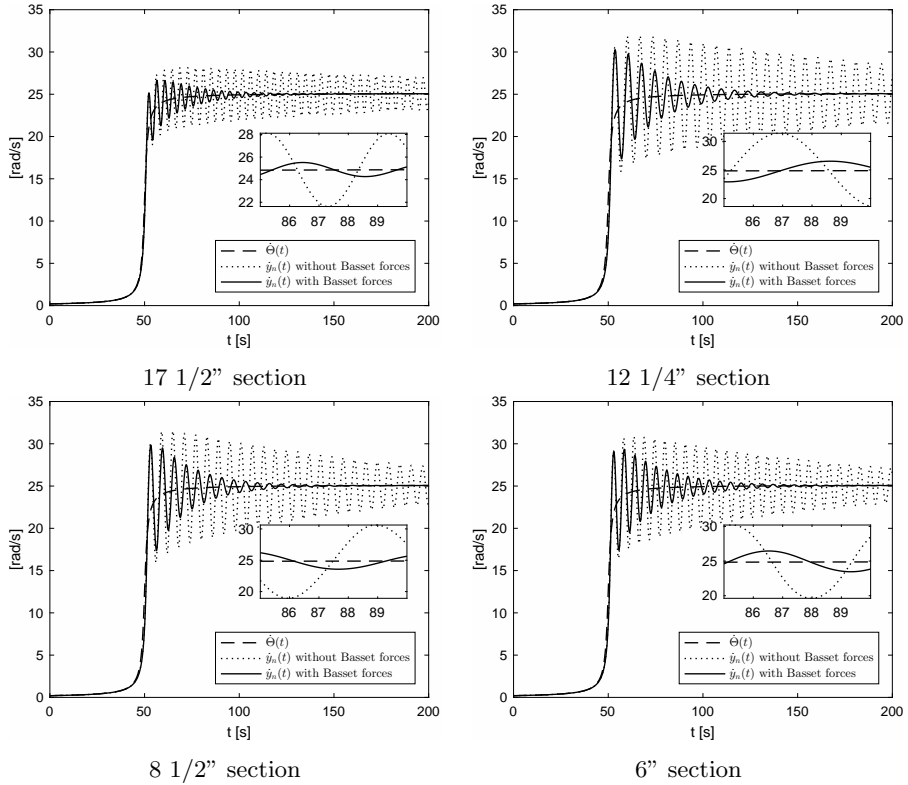 35
30
25
20
15
10
5
0
[rad/s]
28
26
24
22
86 87 88 89
Θ̇(t)
ẏₙ(t) without Basset forces
ẏₙ(t) with Basset forces
0 50 100 150 200
t [s]
17 1/2” section
35
30
25
20
15
10
5
0
30
25
20
86 87 88 89
Θ̇(t)
ẏₙ(t) without Basset forces
ẏₙ(t) with Basset forces
0 50 100 150 200
t [s]
12 1/4” section
35
30
25
20
15
10
5
0
[rad/s]
30
25
20
86 87 88 89
Θ̇(t)
ẏₙ(t) without Basset forces
ẏₙ(t) with Basset forces
0 50 100 150 200
t [s]
8 1/2” section
35
30
25
20
15
10
5
0
30
25
20
86 87 88 89
Θ̇(t)
ẏₙ(t) without Basset forces
ẏₙ(t) with Basset forces
0 50 100 150 200
t [s]
6” section